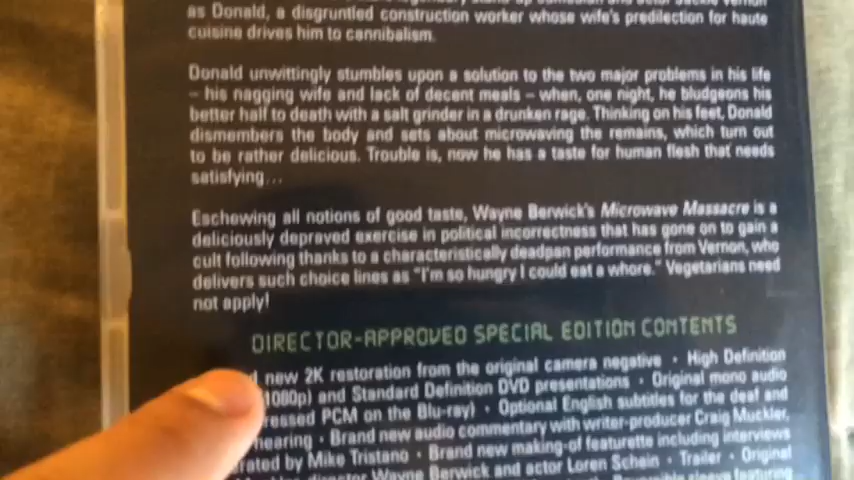 as Donald, a disgruntled construction worker whose wife's predilection for haute
cuisine drives him to cannibalism.
Donald unwittingly stumbles upon a solution to the two major problems in his life
– his nagging wife and lack of decent meals – when, one night, he bludgeons his
better half to death with a salt grinder in a drunken rage. Thinking on his feet, Donald
dismembers the body and sets about microwaving the remains, which turn out
to be rather delicious. Trouble is, now he has a taste for human flesh that needs
satisfying...
Eschewing all notions of good taste, Wayne Berwick's Microwave Massacre is a
deliciously depraved exercise in political incorrectness that has gone on to gain a
cult following thanks to a characteristically deadpan performance from Vernon, who
delivers such choice lines as "I'm so hungry I could eat a whore." Vegetarians need
not apply!
DIRECTOR-APPROVED SPECIAL EDITION CONTENTS
new 2K restoration from the original camera negative • High Definition
(1080p) and Standard Definition DVD presentations • Original mono audio
PCM on the Blu-ray) • Optional English subtitles for the deaf and
hearing • Brand new audio commentary with writer-producer Craig Muckler,
by Mike Tristano • Brand new making-of featurette including interviews
director Wayne Berwick and actor Loren Schein • Trailer • Original